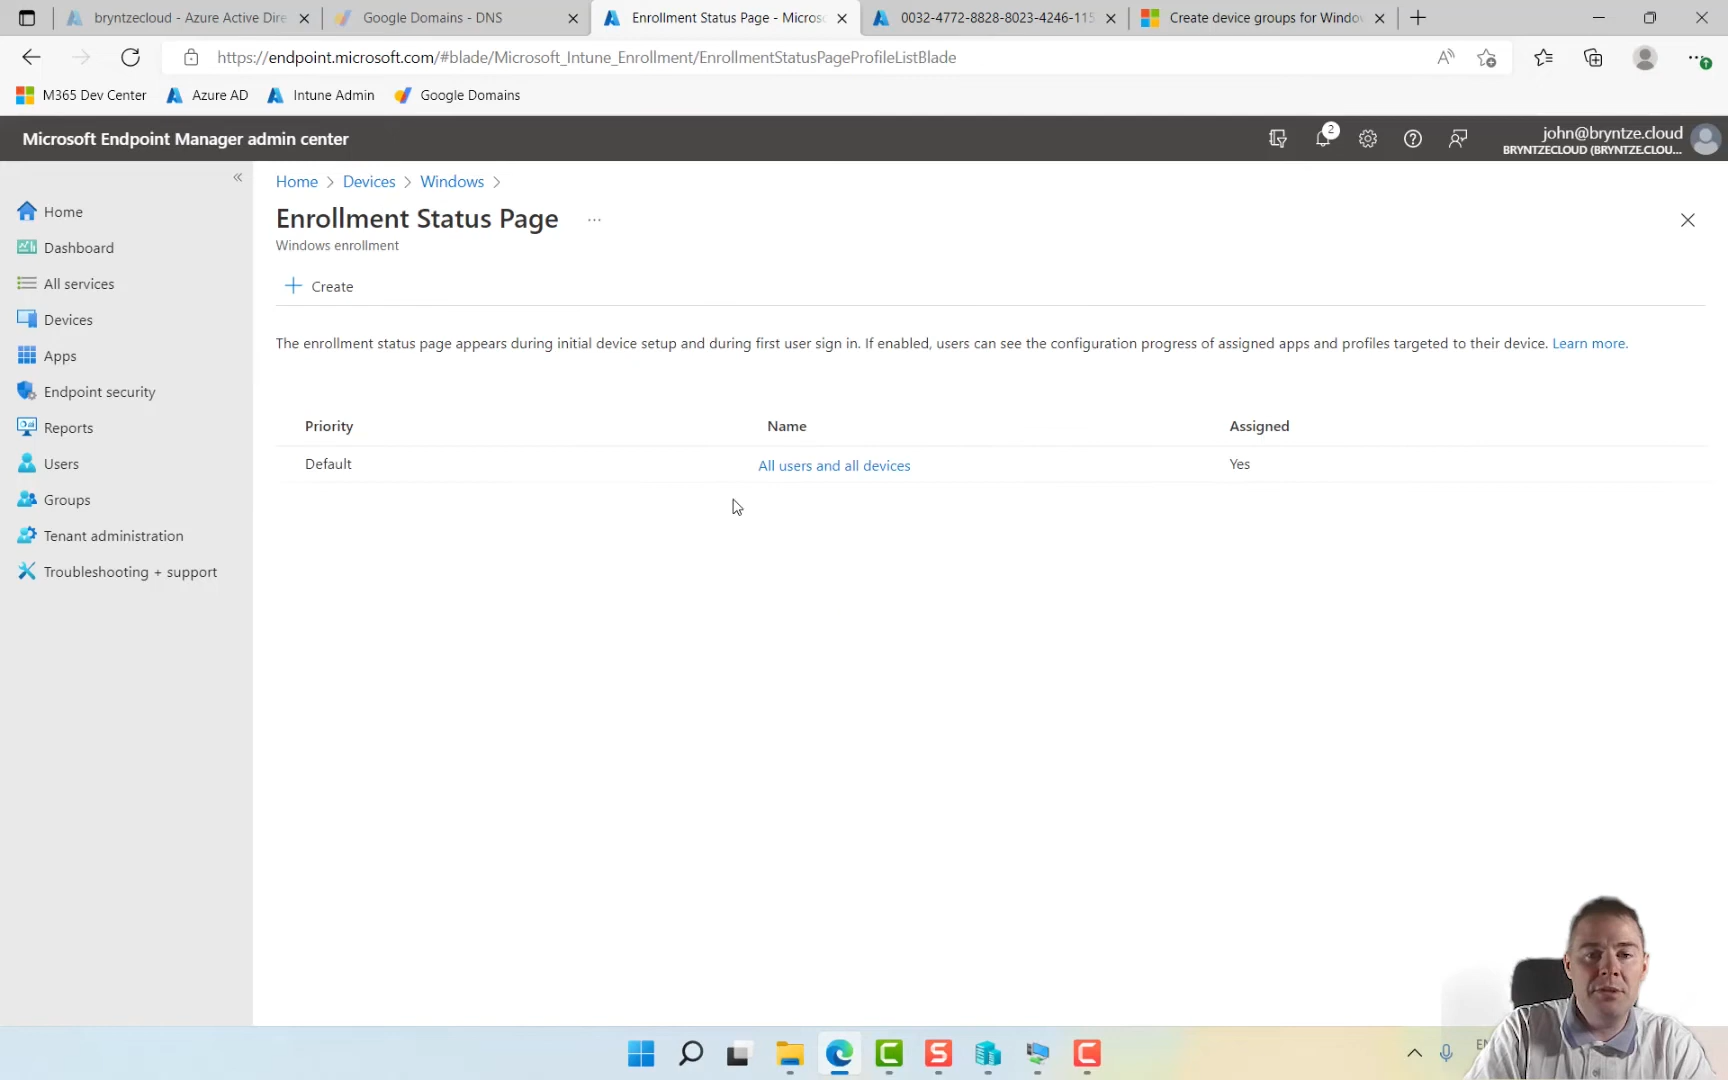 bryntzecloud - Azure Active Dire
Google Domains - DNS
Enrollment Status Page - Micros
0032-4772-8828-8023-4246-115
Create device groups for Windo
https://endpoint.microsoft.com/#blade/Microsoft_Intune_Enrollment/EnrollmentStatusPageProfileListBlade
M365 Dev Center
Azure AD
Intune Admin
Google Domains
Microsoft Endpoint Manager admin center
2
john@bryntze.cloud
BRYNTZECLOUD (BRYNTZE.CLOU...
Home > Devices > Windows >
Enrollment Status Page ...
Windows enrollment
Create
Home
Dashboard
All services
Devices
Apps
Endpoint security
Reports
Users
Groups
Tenant administration
Troubleshooting + support
The enrollment status page appears during initial device setup and during first user sign in. If enabled, users can see the configuration progress of assigned apps and profiles targeted to their device. Learn more.
Priority Name Assigned
Default All users and all devices Yes